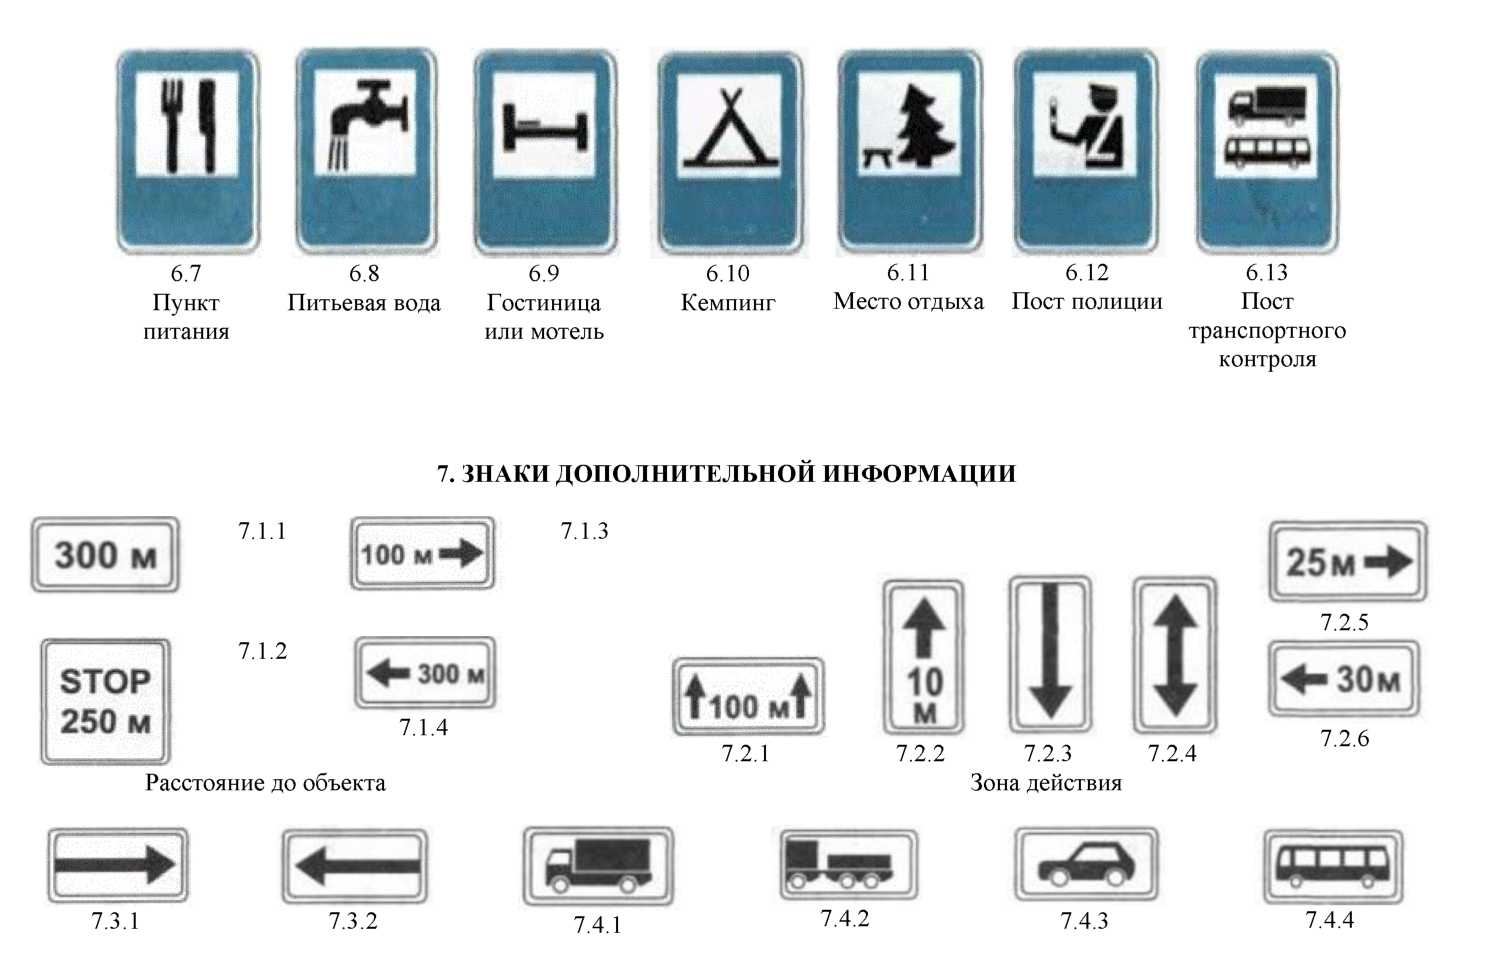 6.7
6.8
6.9
6.10
6.11
6.12
6.13
Пункт
питания
Питьевая вода
Гостиница
или мотель
Кемпинг
Место отдыха
Пост полиции
Пост
транспортного
контроля
7. ЗНАКИ ДОПОЛНИТЕЛЬНОЙ ИНФОРМАЦИИ
300 м
7.1.1
100 м
7.1.3
STOP
250 м
7.1.2
300 м
7.1.4
Расстояние до объекта
100 м
7.2.1
10
м
7.2.2
7.2.3
7.2.4
25 м
7.2.5
30 м
7.2.6
Зона действия
7.3.1
7.3.2
7.4.1
7.4.2
7.4.3
7.4.4